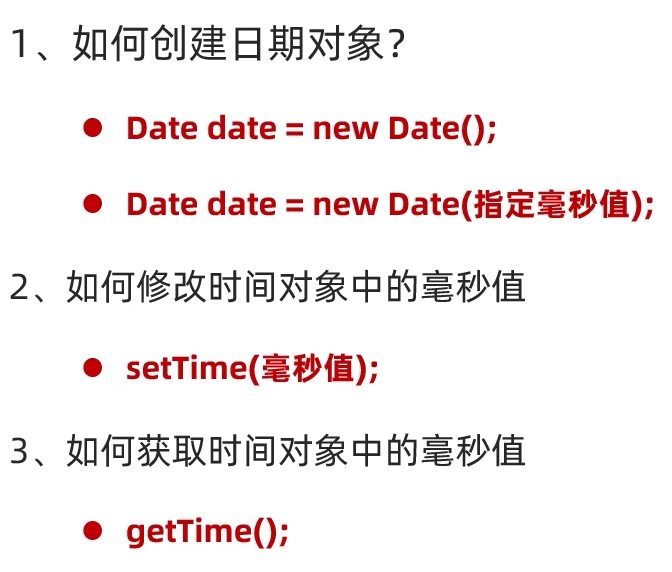 1、如何创建日期对象？
● Date date = new Date();
● Date date = new Date(指定毫秒值);
2、如何修改时间对象中的毫秒值
● setTime(毫秒值);
3、如何获取时间对象中的毫秒值
● getTime();